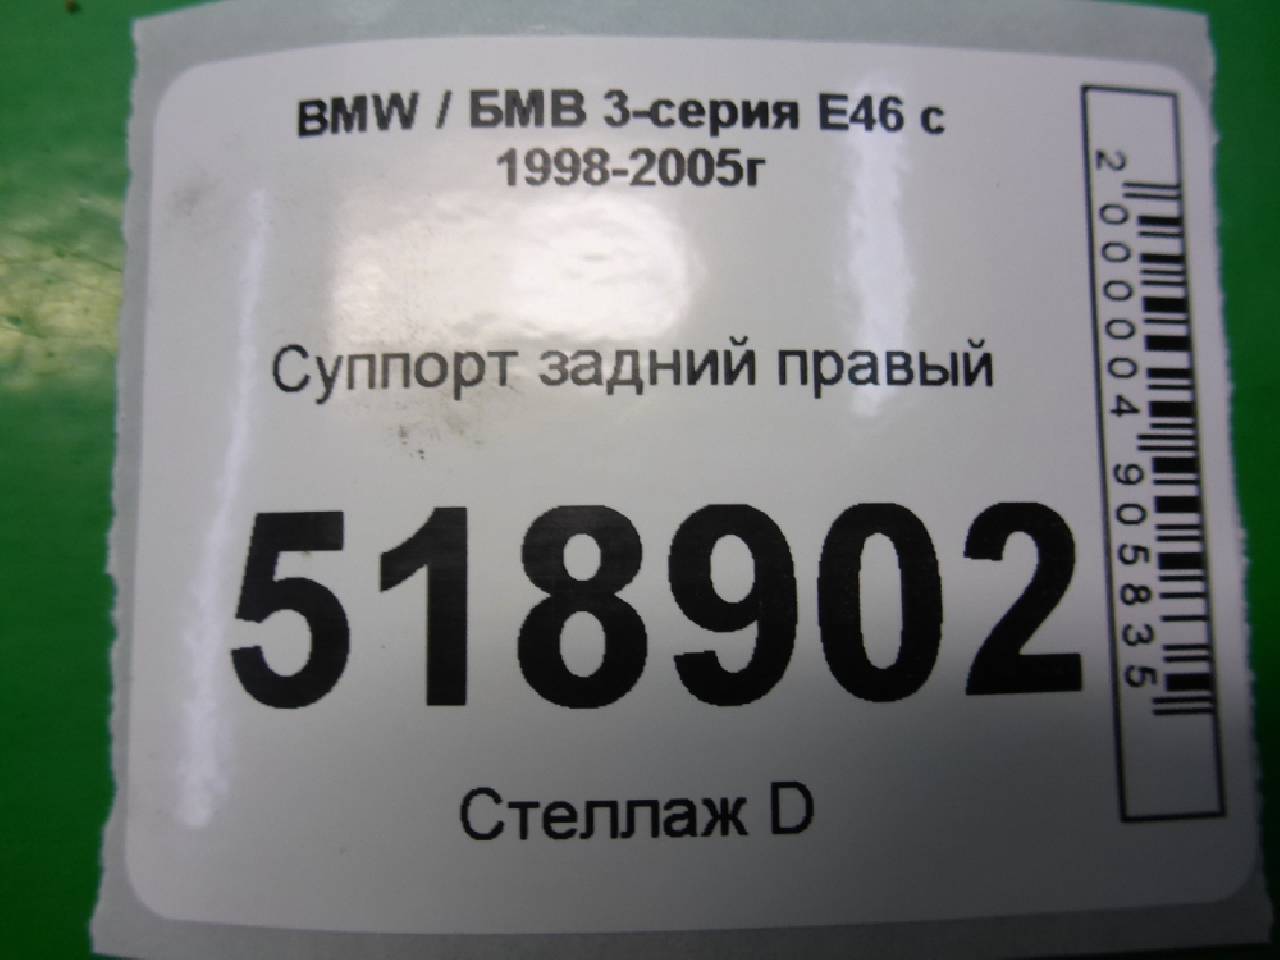 BMW / БМВ 3-серия E46 с
1998-2005г
Суппорт задний правый
518902
Стеллаж D
2000004905835